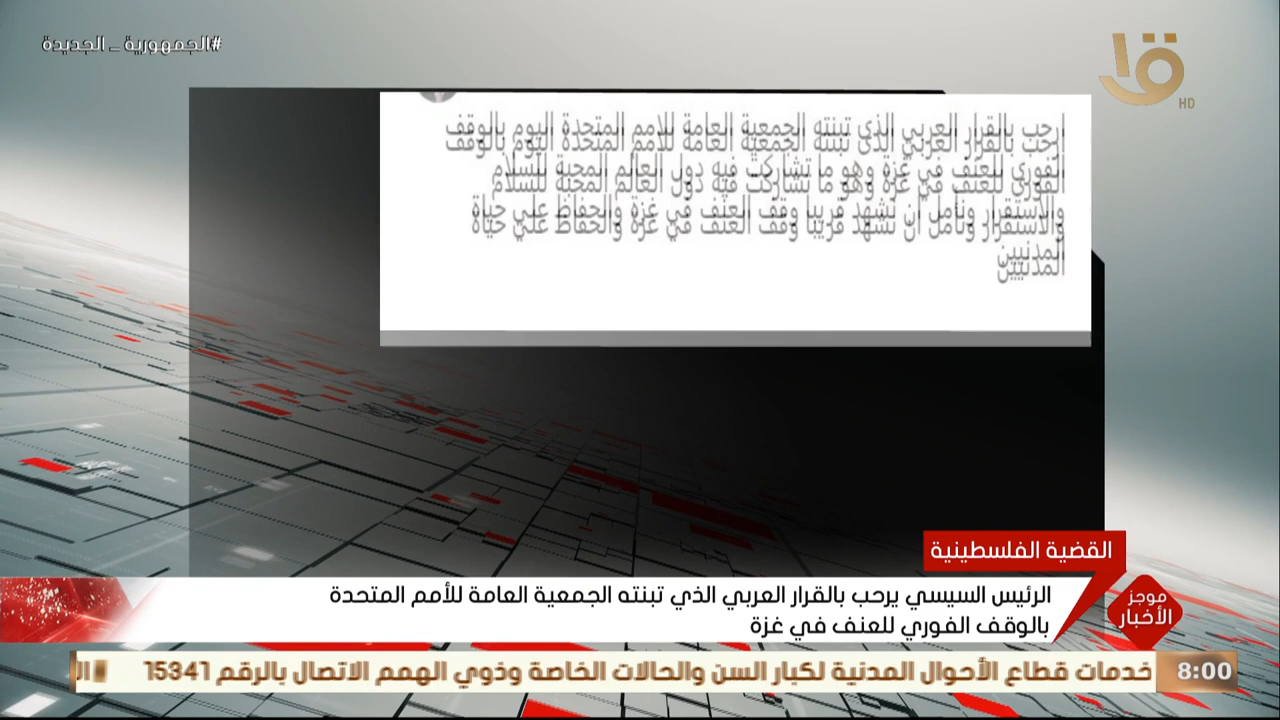 #الجمهورية_الجديدة
HD
ارحب بالقرار العربي الذي تبنته الجمعية العامة للامم المتحدة اليوم بالوقف
الفوري للعنف في غزة وهو ما تشاركت فيه دول العالم المحبة للسلام
والاستقرار ونأمل ان نشهد قريبا وقف العنف في غزة والحفاظ علي حياة
المدنيين
القضية الفلسطينية
الرئيس السيسي يرحب بالقرار العربي الذي تبنته الجمعية العامة للأمم المتحدة
بالوقف الفوري للعنف في غزة
موجز
الأخبار
8:00 خدمات قطاع الأحوال المدنية لكبار السن والحالات الخاصة وذوي الهمم الاتصال بالرقم 15341